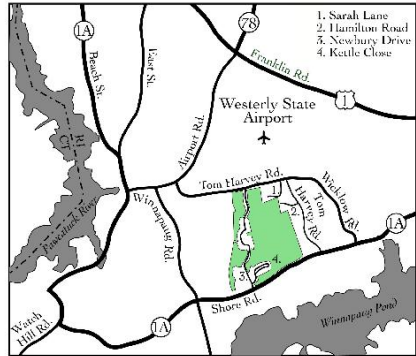 1. Sarah Lane
2. Hamilton Road
3. Newbury Drive
4. Kettle Close
1A
78
Beach St.
East St.
Franklin Rd.
1
Westerly State
Airport
Airport Rd.
RI
CT
Pawcatuck River
Winnapaug Rd.
Tom Harvey Rd.
1.
2.
Tom
Harvey Rd.
Wicklow Rd.
1A
3.
4.
Shore Rd.
1A
Watch
Hill Rd.
Winnapaug Pond